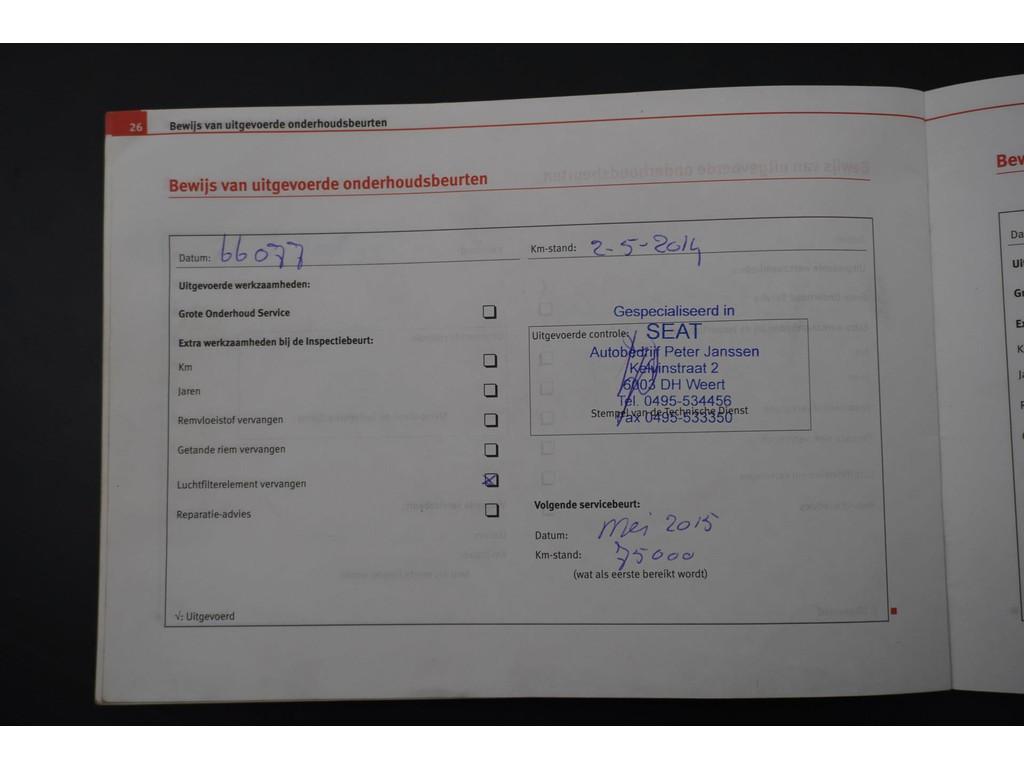 26 Bewijs van uitgevoerde onderhoudsbeurten
Bewijs van uitgevoerde onderhoudsbeurten
Datum: 66077
Km-stand: 2-5-2014
Uitgevoerde werkzaamheden:
Grote Onderhoud Service
Extra werkzaamheden bij de Inspectiebeurt:
Km
Jaren
Remvloeistof vervangen
Getande riem vervangen
Luchtfilterelement vervangen
Reparatie-advies
√: Uitgevoerd
Gespecialiseerd in
Uitgevoerde controle:
SEAT
Autobedrijf Peter Janssen
Kelvinstraat 2
6003 DH Weert
Tel. 0495-534456
Stempel van de Technische Dienst
Fax 0495-533350
Volgende servicebeurt:
Datum: Mei 2015
Km-stand: 75000
(wat als eerste bereikt wordt)